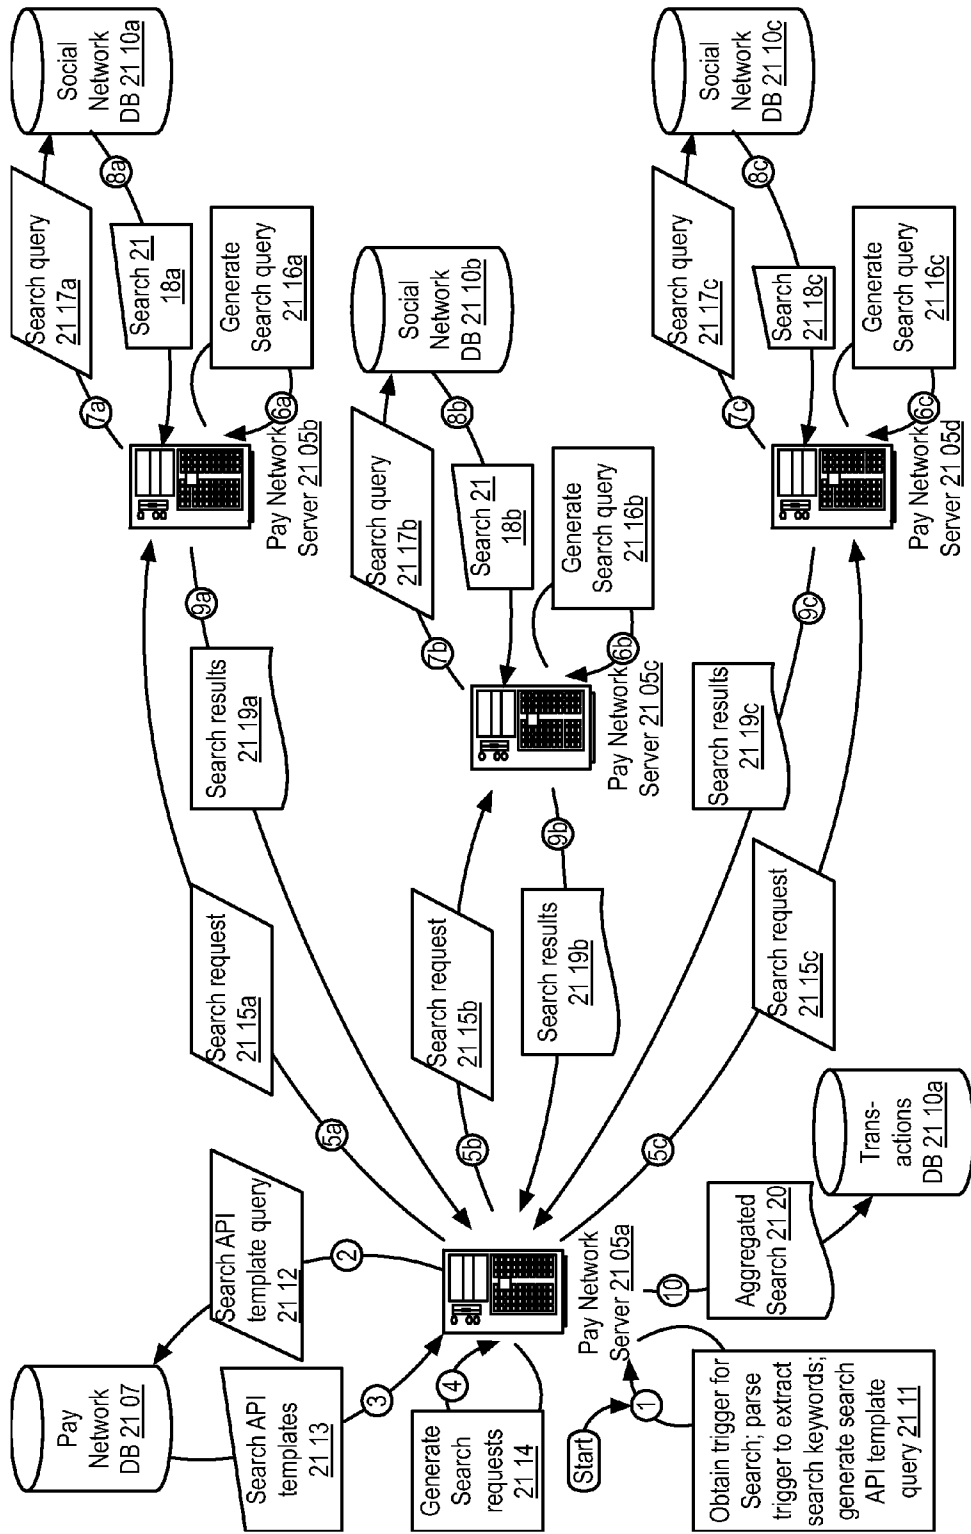 Pay
Network
DB 21 07
Search API
template query
21 12
2
Search API
templates
21 13
3
Generate
Search
requests
21 14
4
Start
1
Obtain trigger for
Search; parse
trigger to extract
search keywords;
generate search
API template
query 21 11
Pay Network
Server 21 05a
10
Aggregated
Search 21 20
Trans-
actions
DB 21 10a
5a
Search request
21 15a
5b
Search request
21 15b
5c
Search request
21 15c
Search results
21 19a
9a
Search results
21 19b
9b
Search results
21 19c
9c
Pay Network
Server 21 05b
6a
Generate
Search query
21 16a
7a
Search query
21 17a
Social
Network
DB 21 10a
8a
Search 21
18a
Pay Network
Server 21 05c
6b
Generate
Search query
21 16b
7b
Search query
21 17b
Social
Network
DB 21 10b
8b
Search 21
18b
Pay Network
Server 21 05d
6c
Generate
Search query
21 16c
7c
Search query
21 17c
Social
Network
DB 21 10c
8c
Search
21 18c